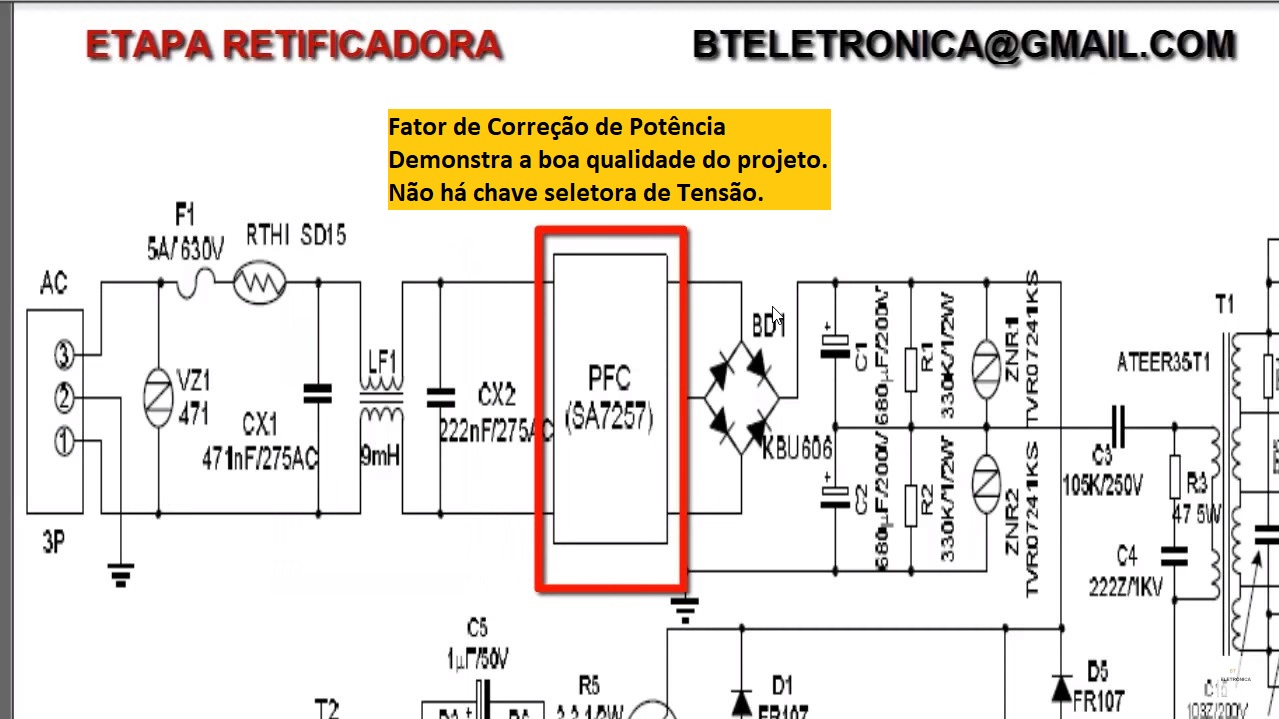 ETAPA RETIFICADORA
BTELETRONICA@GMAIL.COM
Fator de Correção de Potência
Demonstra a boa qualidade do projeto.
Não há chave seletora de Tensão.
F1
5A/630V
RTHI SD15
AC
3
2
1
3P
VZ1
471
CX1
471nF/275AC
LF1
9mH
CX2
222nF/275AC
PFC
(SA7257)
BD1
KBU606
C1
680µF/200V
R1
330K/1/2W
ZNR1
TVR07241KS
C2
680µF/200V
R2
330K/1/2W
ZNR2
TVR07241KS
T1
ATEER35T1
C3
105K/250V
R3
47 5W
C4
222Z/1KV
C5
1µF/50V
T2
R5
D1
FR107
D5
FR107
ELETRONICA